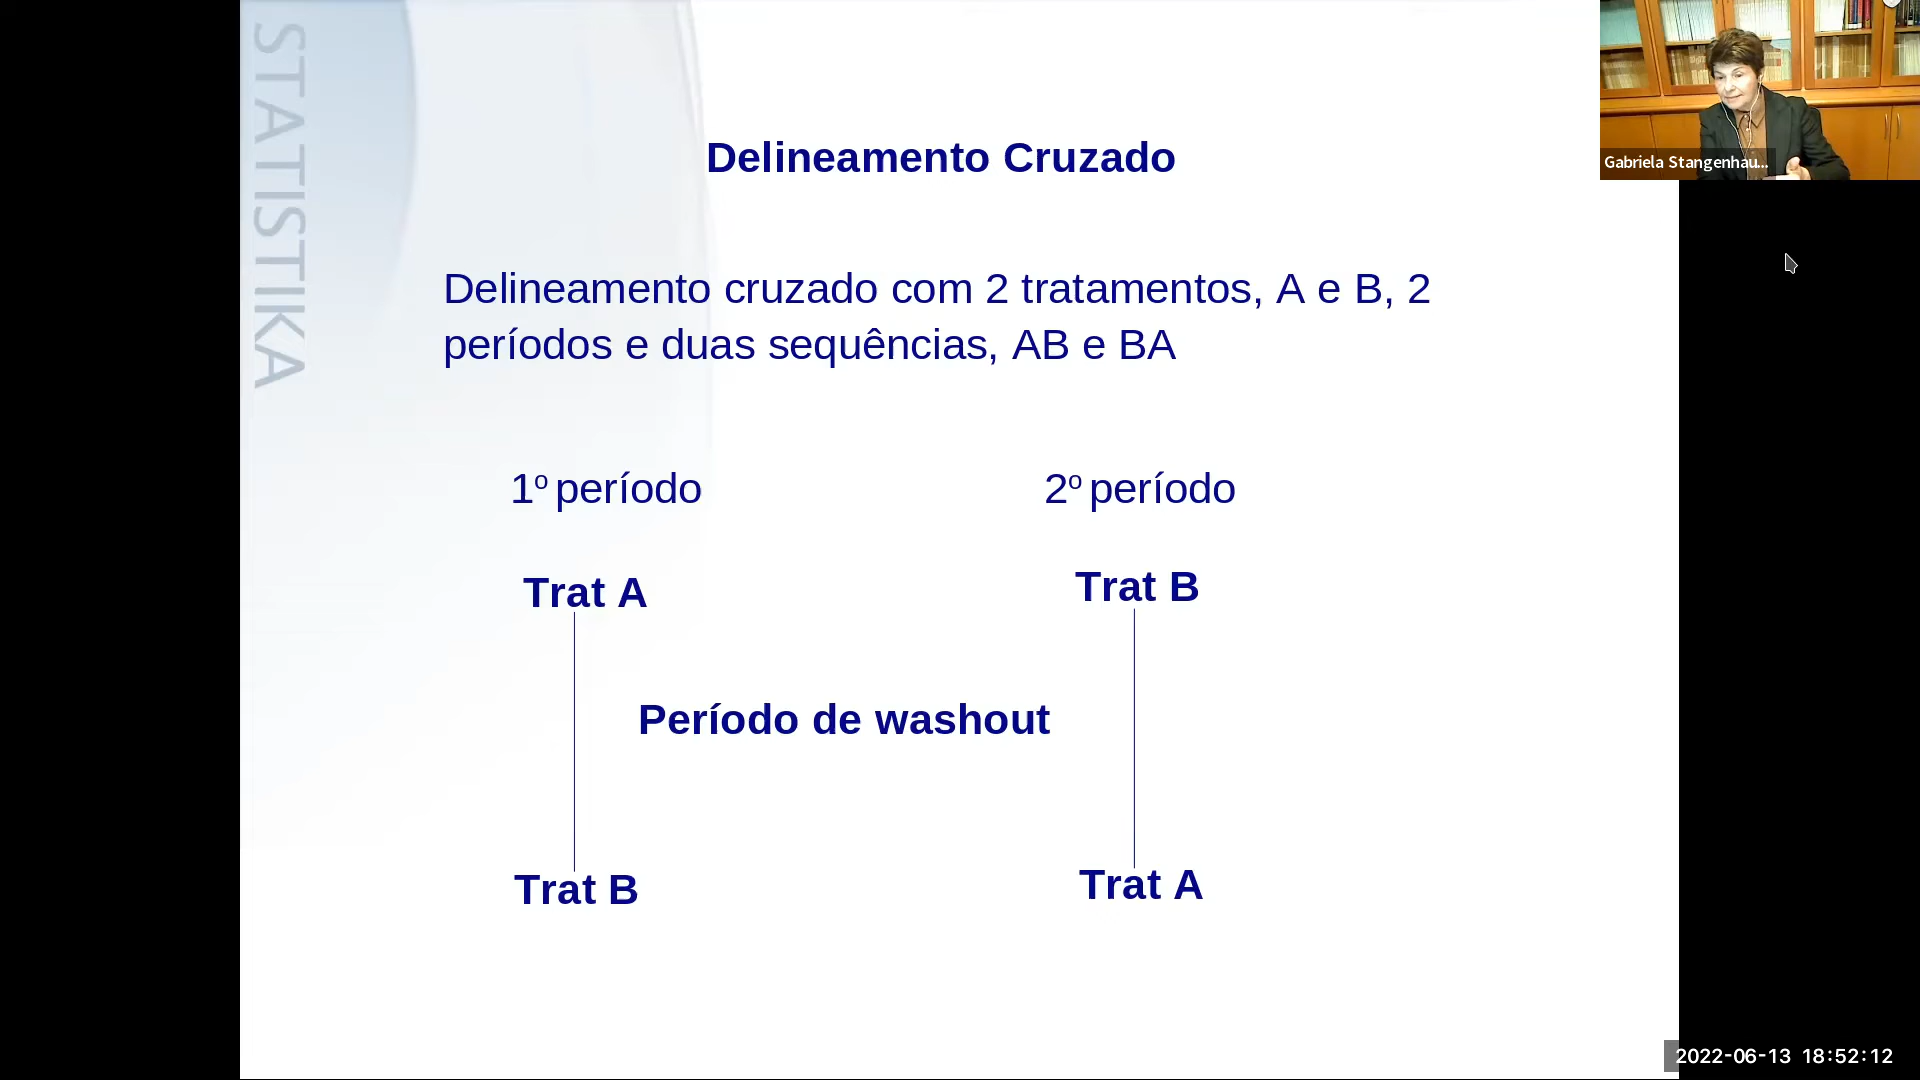 STATISTIKA
Delineamento Cruzado
Gabriela Stangenhau...
Delineamento cruzado com 2 tratamentos, A e B, 2
períodos e duas sequências, AB e BA
1º período
2º período
Trat A
Trat B
Período de washout
Trat B
Trat A
2022-06-13 18:52:12